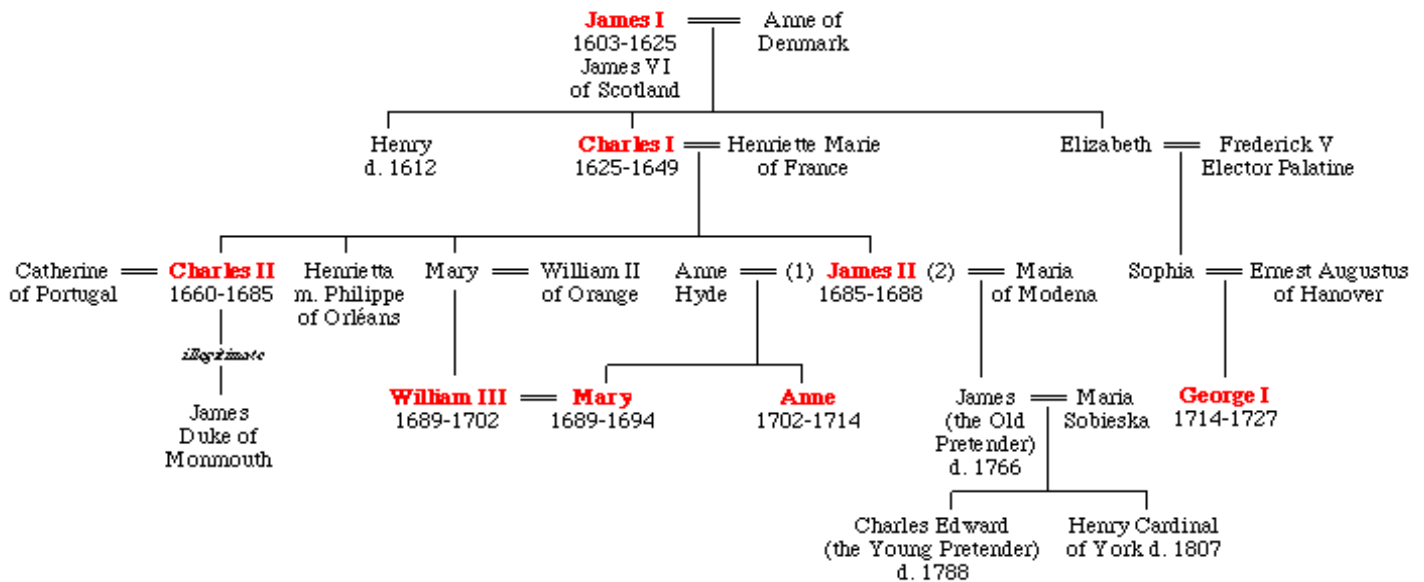 James I
1603-1625
James VI
of Scotland
Anne of
Denmark
Henry
d. 1612
Charles I
1625-1649
Henriette Marie
of France
Elizabeth
Frederick V
Elector Palatine
Catherine
of Portugal
Charles II
1660-1685
Henrietta
m. Philippe
of Orléans
Mary
William II
of Orange
Anne
Hyde
(1)
James II
1685-1688
(2)
Maria
of Modena
Sophia
Ernest Augustus
of Hanover
illegitimate
James
Duke of
Monmouth
William III
1689-1702
Mary
1689-1694
Anne
1702-1714
James
(the Old
Pretender)
d. 1766
Maria
Sobieska
George I
1714-1727
Charles Edward
(the Young Pretender)
d. 1788
Henry Cardinal
of York d. 1807